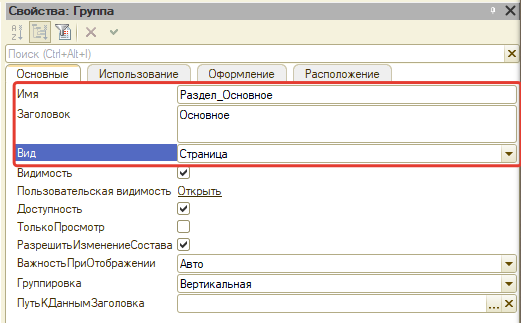 Свойства: Группа
Поиск (Ctrl+Alt+I)
Основные Использование Оформление Расположение
Имя Раздел_Основное
Заголовок Основное
Вид Страница
Видимость
Пользовательская видимость Открыть
Доступность
ТолькоПросмотр
РазрешитьИзменениеСостава
ВажностьПриОтображении Авто
Группировка Вертикальная
ПутьКДаннымЗаголовка ...